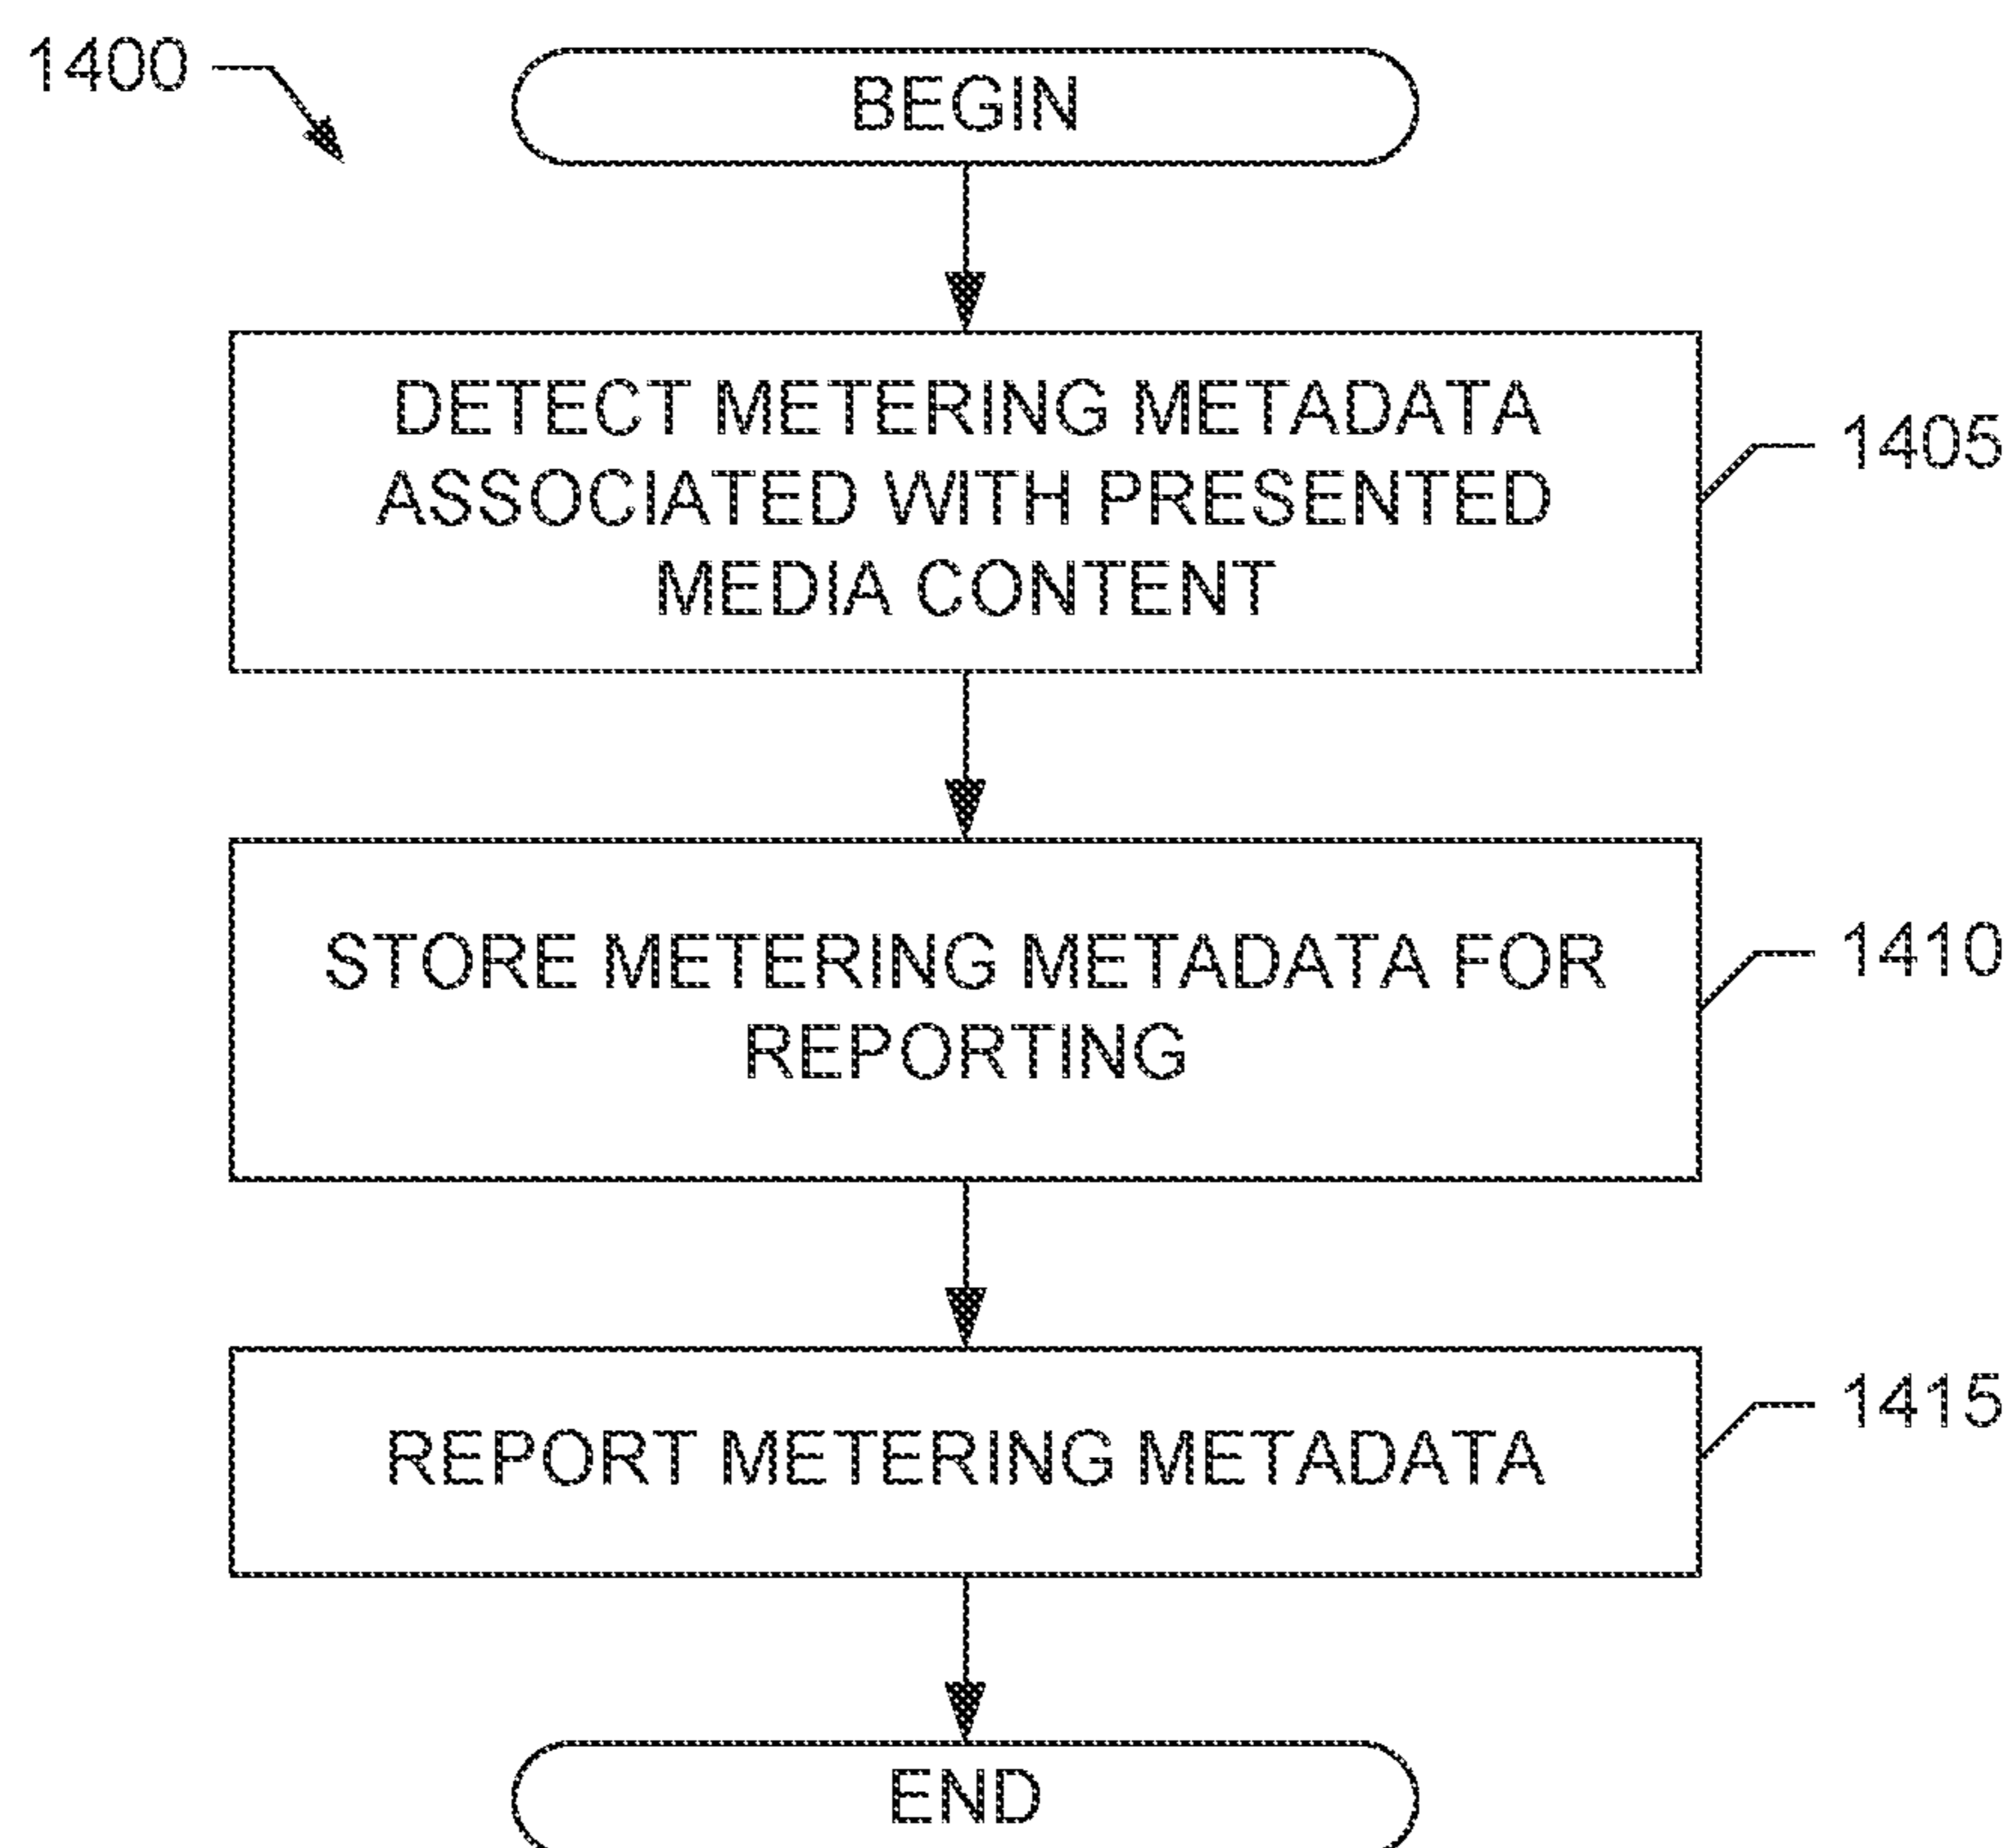 1400
BEGIN
DETECT METERING METADATA
ASSOCIATED WITH PRESENTED
MEDIA CONTENT
1405
STORE METERING METADATA FOR
REPORTING
1410
REPORT METERING METADATA
1415
END